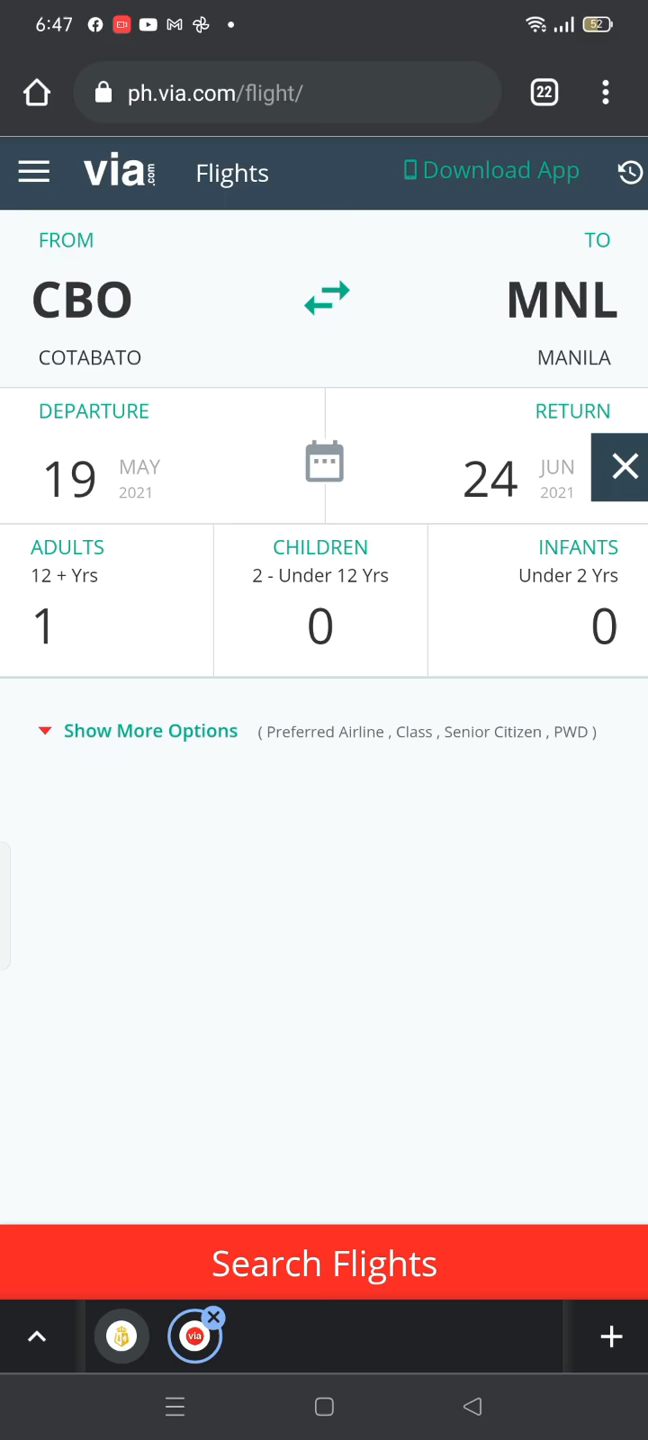 6:47
52
ph.via.com/flight/
22
via.com
Flights
Download App
FROM
TO
CBO
MNL
COTABATO
MANILA
DEPARTURE
RETURN
19 MAY 2021
24 JUN 2021
ADULTS
CHILDREN
INFANTS
12 + Yrs
2 - Under 12 Yrs
Under 2 Yrs
1
0
0
Show More Options ( Preferred Airline , Class , Senior Citizen , PWD )
Search Flights
via